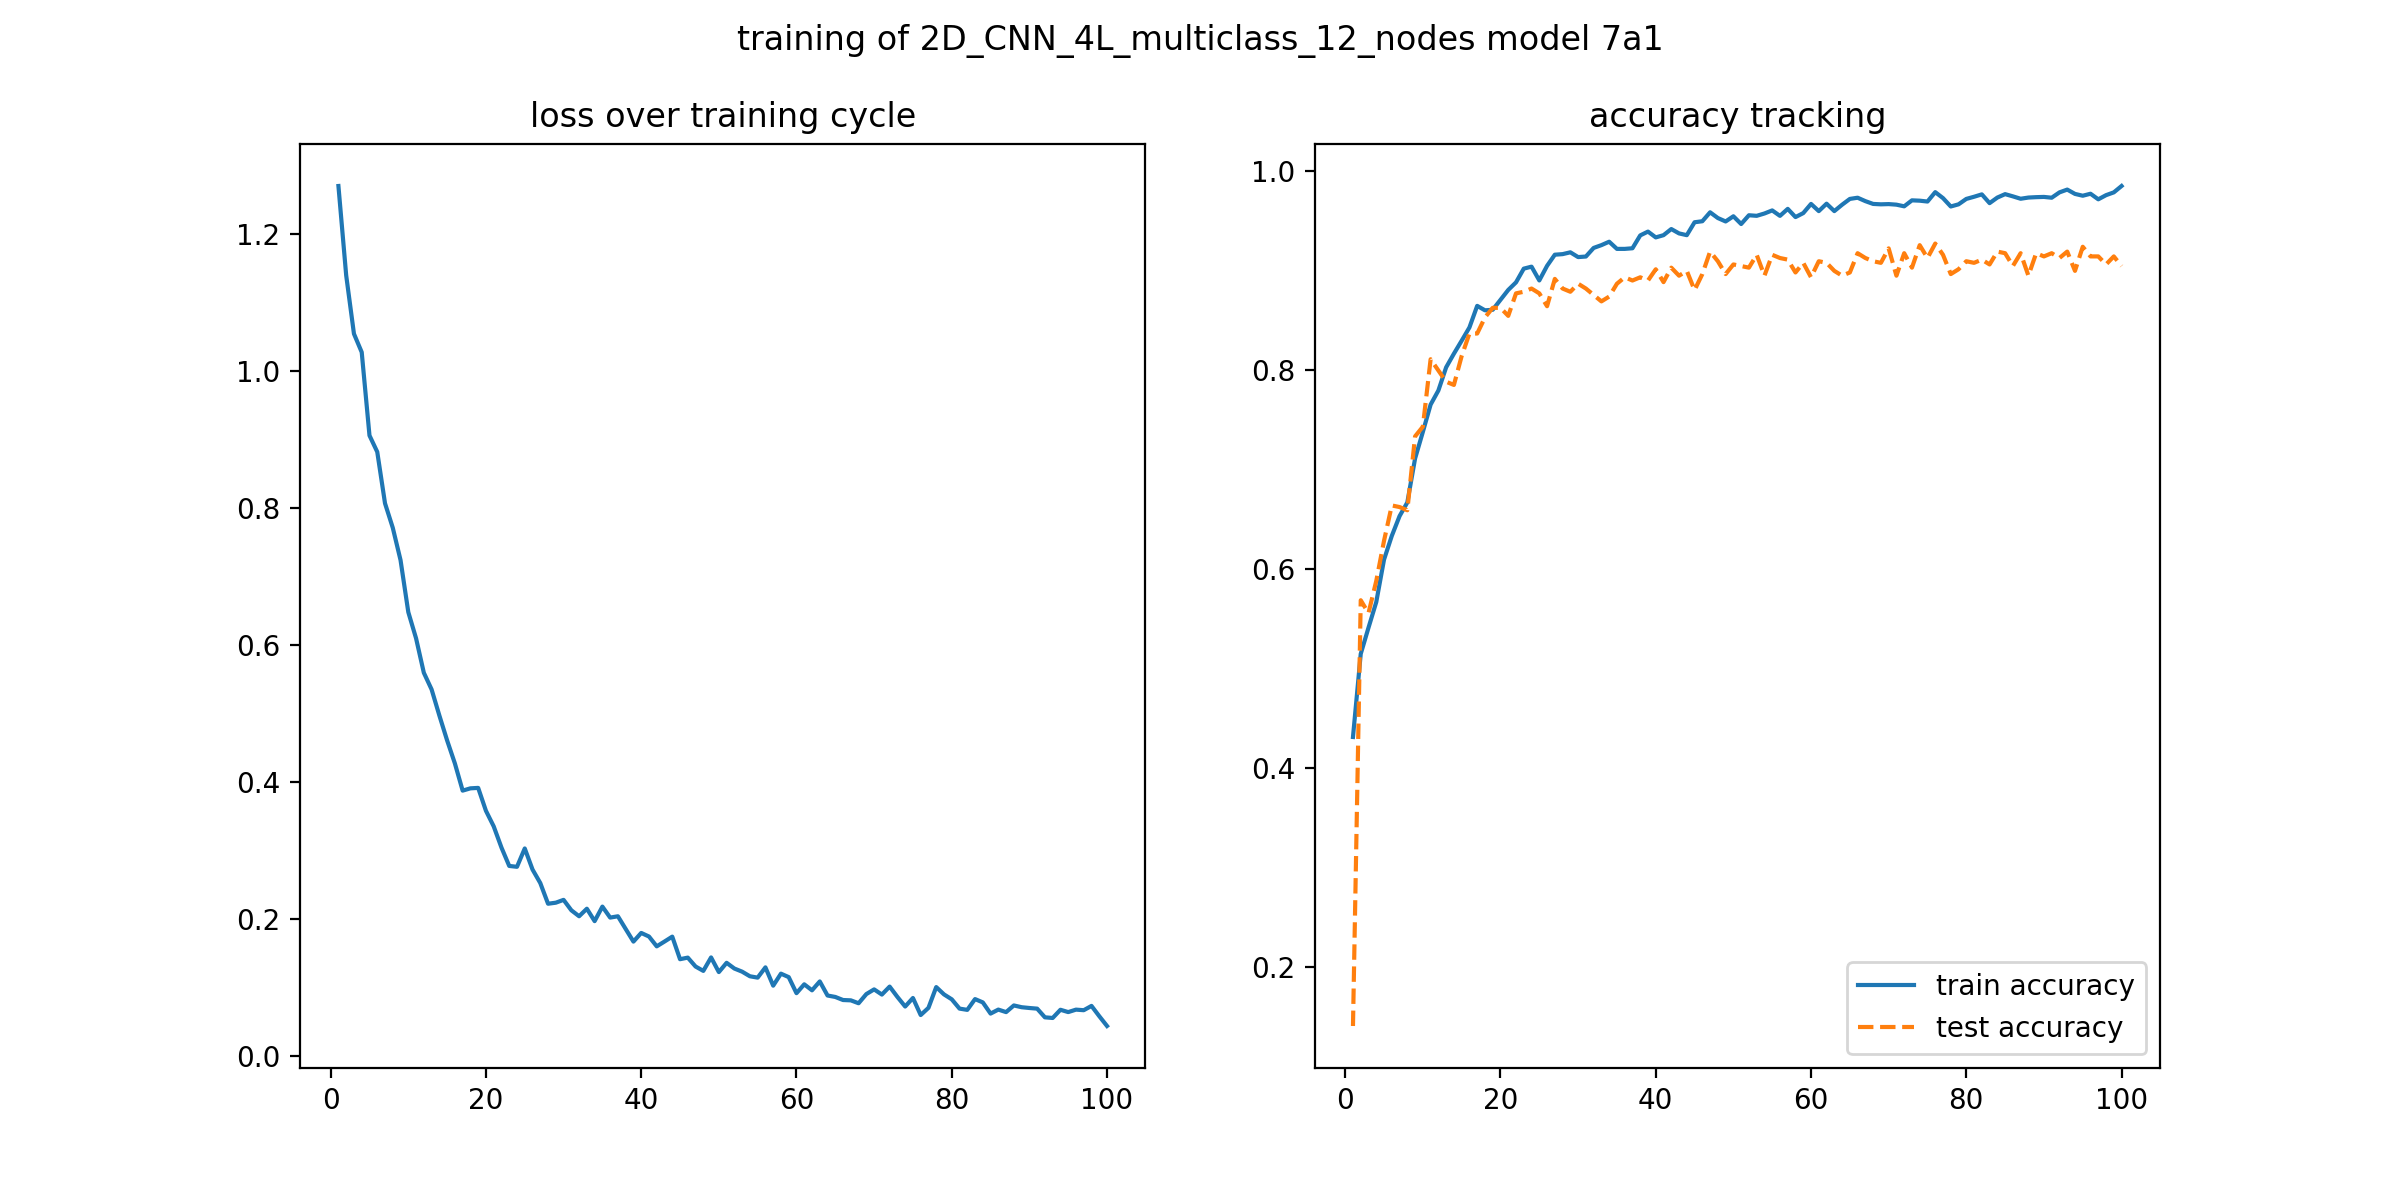 training of 2D_CNN_4L_multiclass_12_nodes model 7a1
loss over training cycle
1.2
1.0
0.8
0.6
0.4
0.2
0.0
0 20 40 60 80 100
accuracy tracking
1.0
0.8
0.6
0.4
0.2
0 20 40 60 80 100
train accuracy
test accuracy